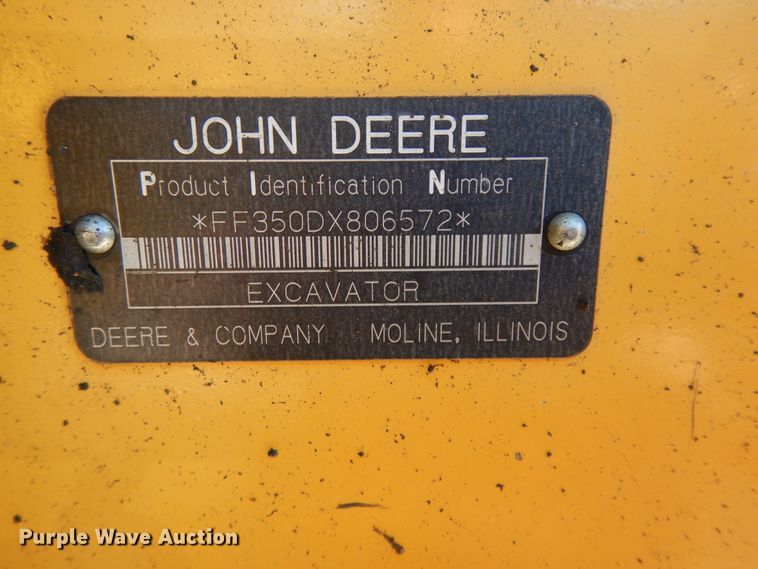 JOHN DEERE
Product Identification Number
*FF350DX806572*
EXCAVATOR
DEERE & COMPANY MOLINE, ILLINOIS
Purple Wave Auction®